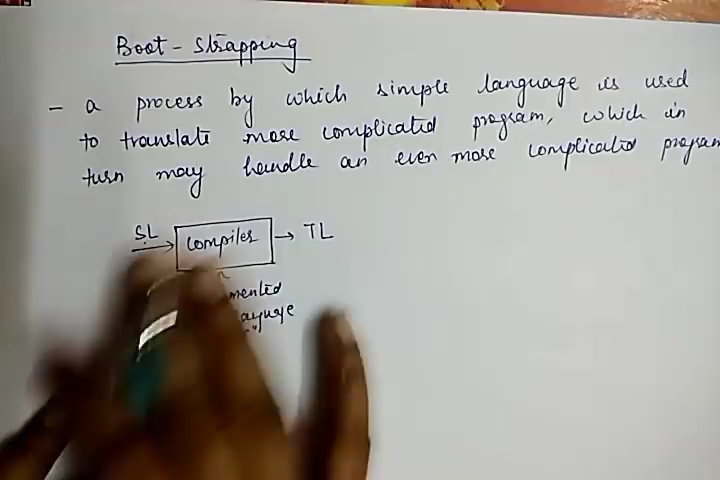 Boot - Strapping
- a process by which simple language is used
to translate more complicated program, which in
turn may handle an even more complicated program
SL → compiler → TL